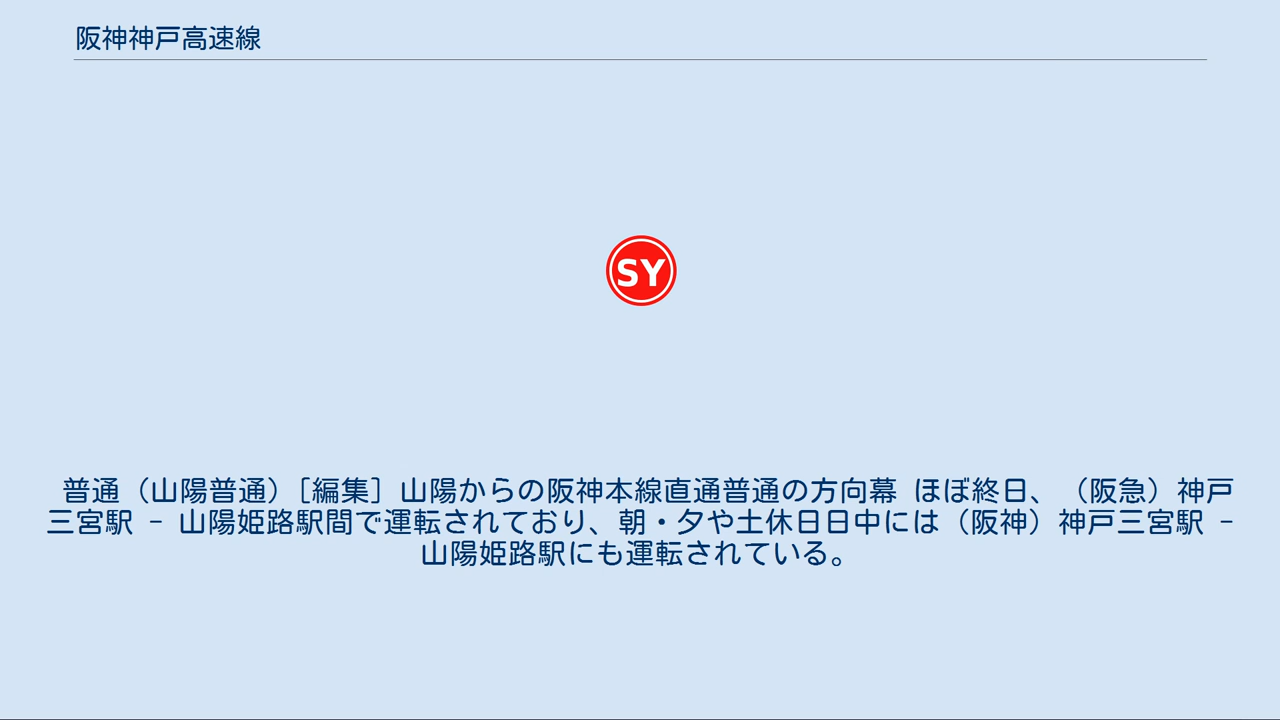 阪神神戸高速線
SY
普通（山陽普通）[編集] 山陽からの阪神本線直通普通の方向幕 ほぼ終日、（阪急）神戸
三宮駅 - 山陽姫路駅間で運転されており、朝・夕や土休日日中には（阪神）神戸三宮駅 -
山陽姫路駅にも運転されている。